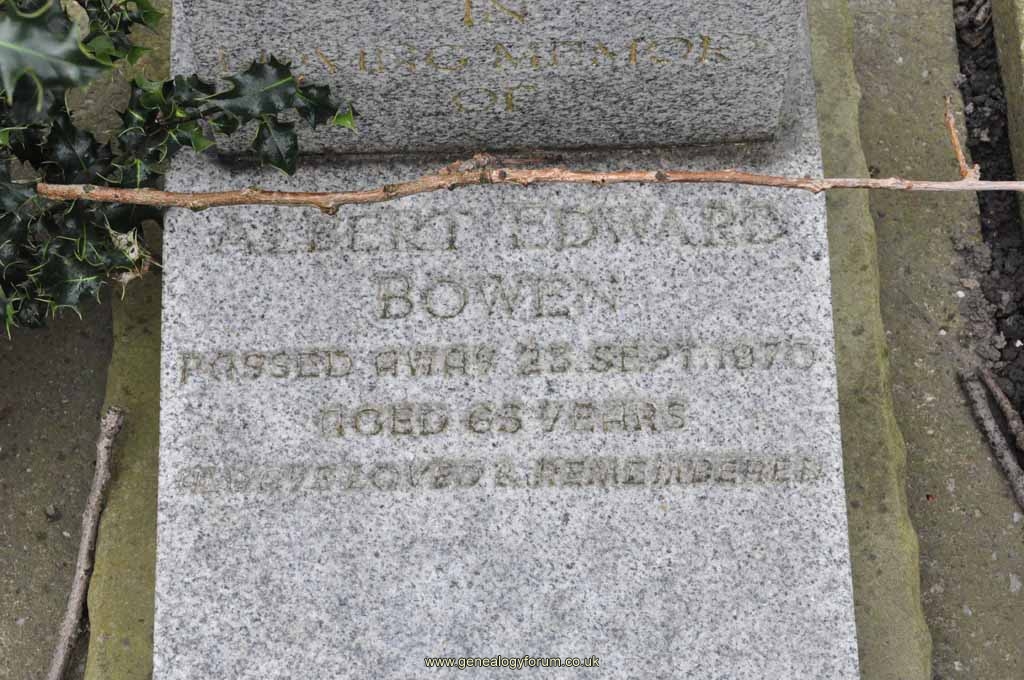 IN
LOVING MEMORY
OF
ALBERT EDWARD
BOWEN
PASSED AWAY 23. SEPT. 1970
AGED 65 YEARS
ALWAYS LOVED & REMEMBERED
www.genealogyforum.co.uk